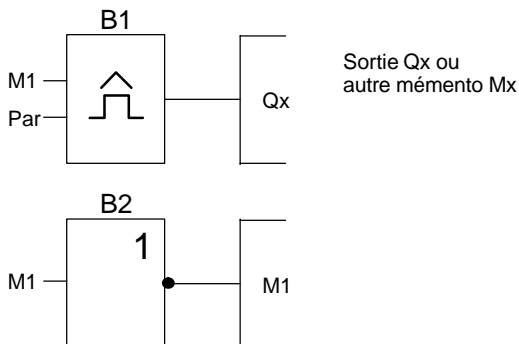 B1
M1
Par
Qx
Sortie Qx ou
autre mémento Mx
B2
1
M1
M1